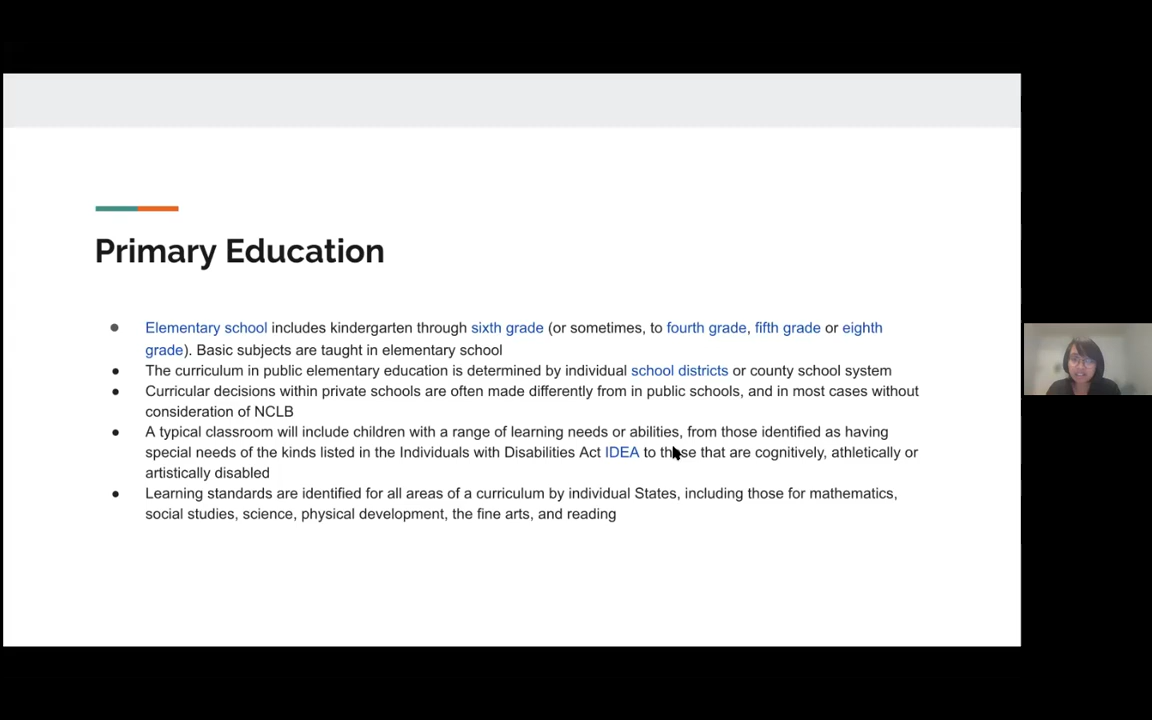 Primary Education
● Elementary school includes kindergarten through sixth grade (or sometimes, to fourth grade, fifth grade or eighth
grade). Basic subjects are taught in elementary school
● The curriculum in public elementary education is determined by individual school districts or county school system
● Curricular decisions within private schools are often made differently from in public schools, and in most cases without
consideration of NCLB
● A typical classroom will include children with a range of learning needs or abilities, from those identified as having
special needs of the kinds listed in the Individuals with Disabilities Act IDEA to those that are cognitively, athletically or
artistically disabled
● Learning standards are identified for all areas of a curriculum by individual States, including those for mathematics,
social studies, science, physical development, the fine arts, and reading